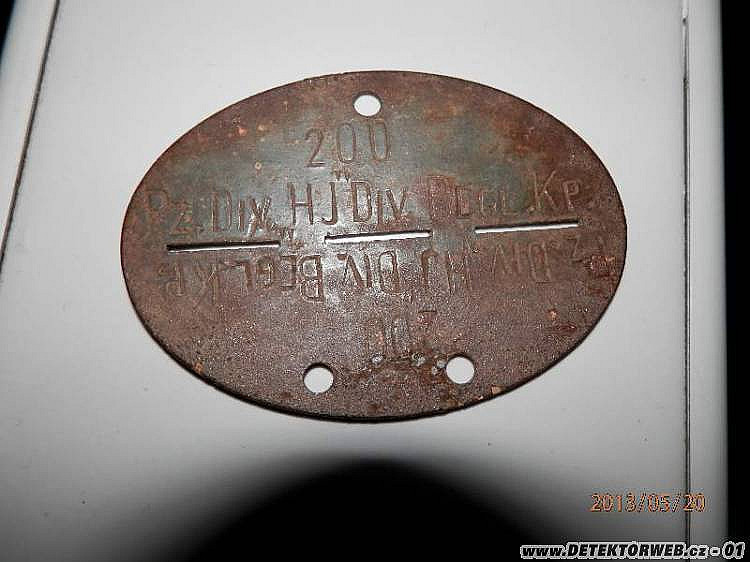 200
Pz. Div. „HJ" Div. Begl. Kp.
Pz. Div. „HJ" Div. Begl. Kp.
200
2013/05/20
www.DETEKTORWEB.cz - 01